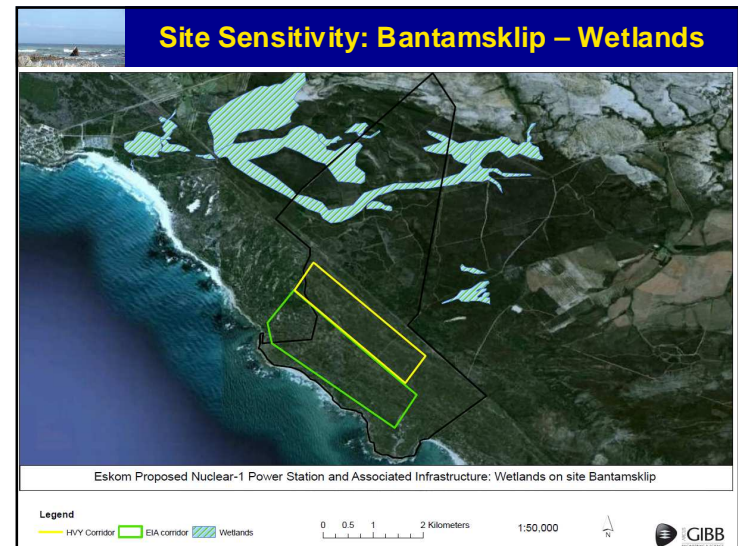 Site Sensitivity: Bantamsklip – Wetlands
Eskom Proposed Nuclear-1 Power Station and Associated Infrastructure: Wetlands on site Bantamsklip
Legend
HVY Corridor EIA corridor Wetlands
0 0.5 1 2 Kilometers
1:50,000
N
GIBB